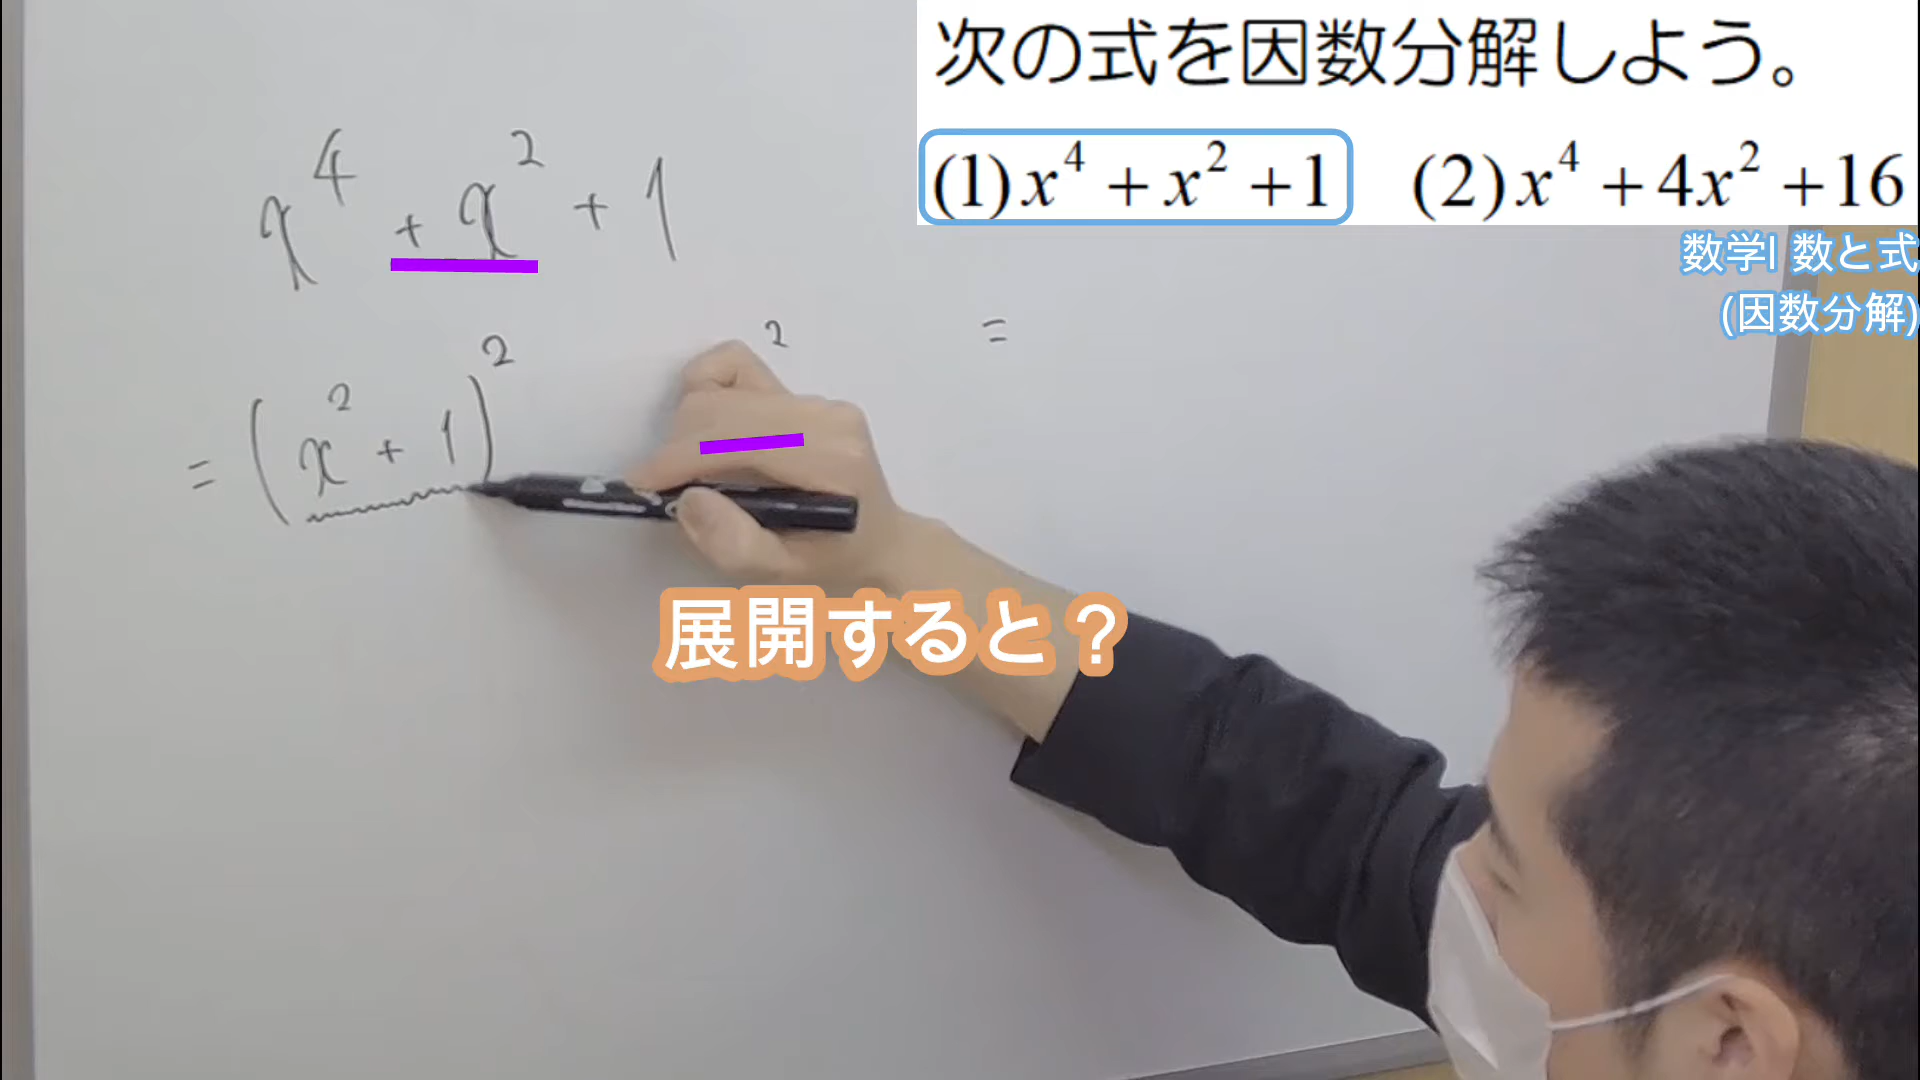 次の式を因数分解しよう。
(1)x⁴+x²+1 (2)x⁴+4x²+16
数学I 数と式
(因数分解)
x⁴+x²+1
=(x²+1)² ² =
展開すると?